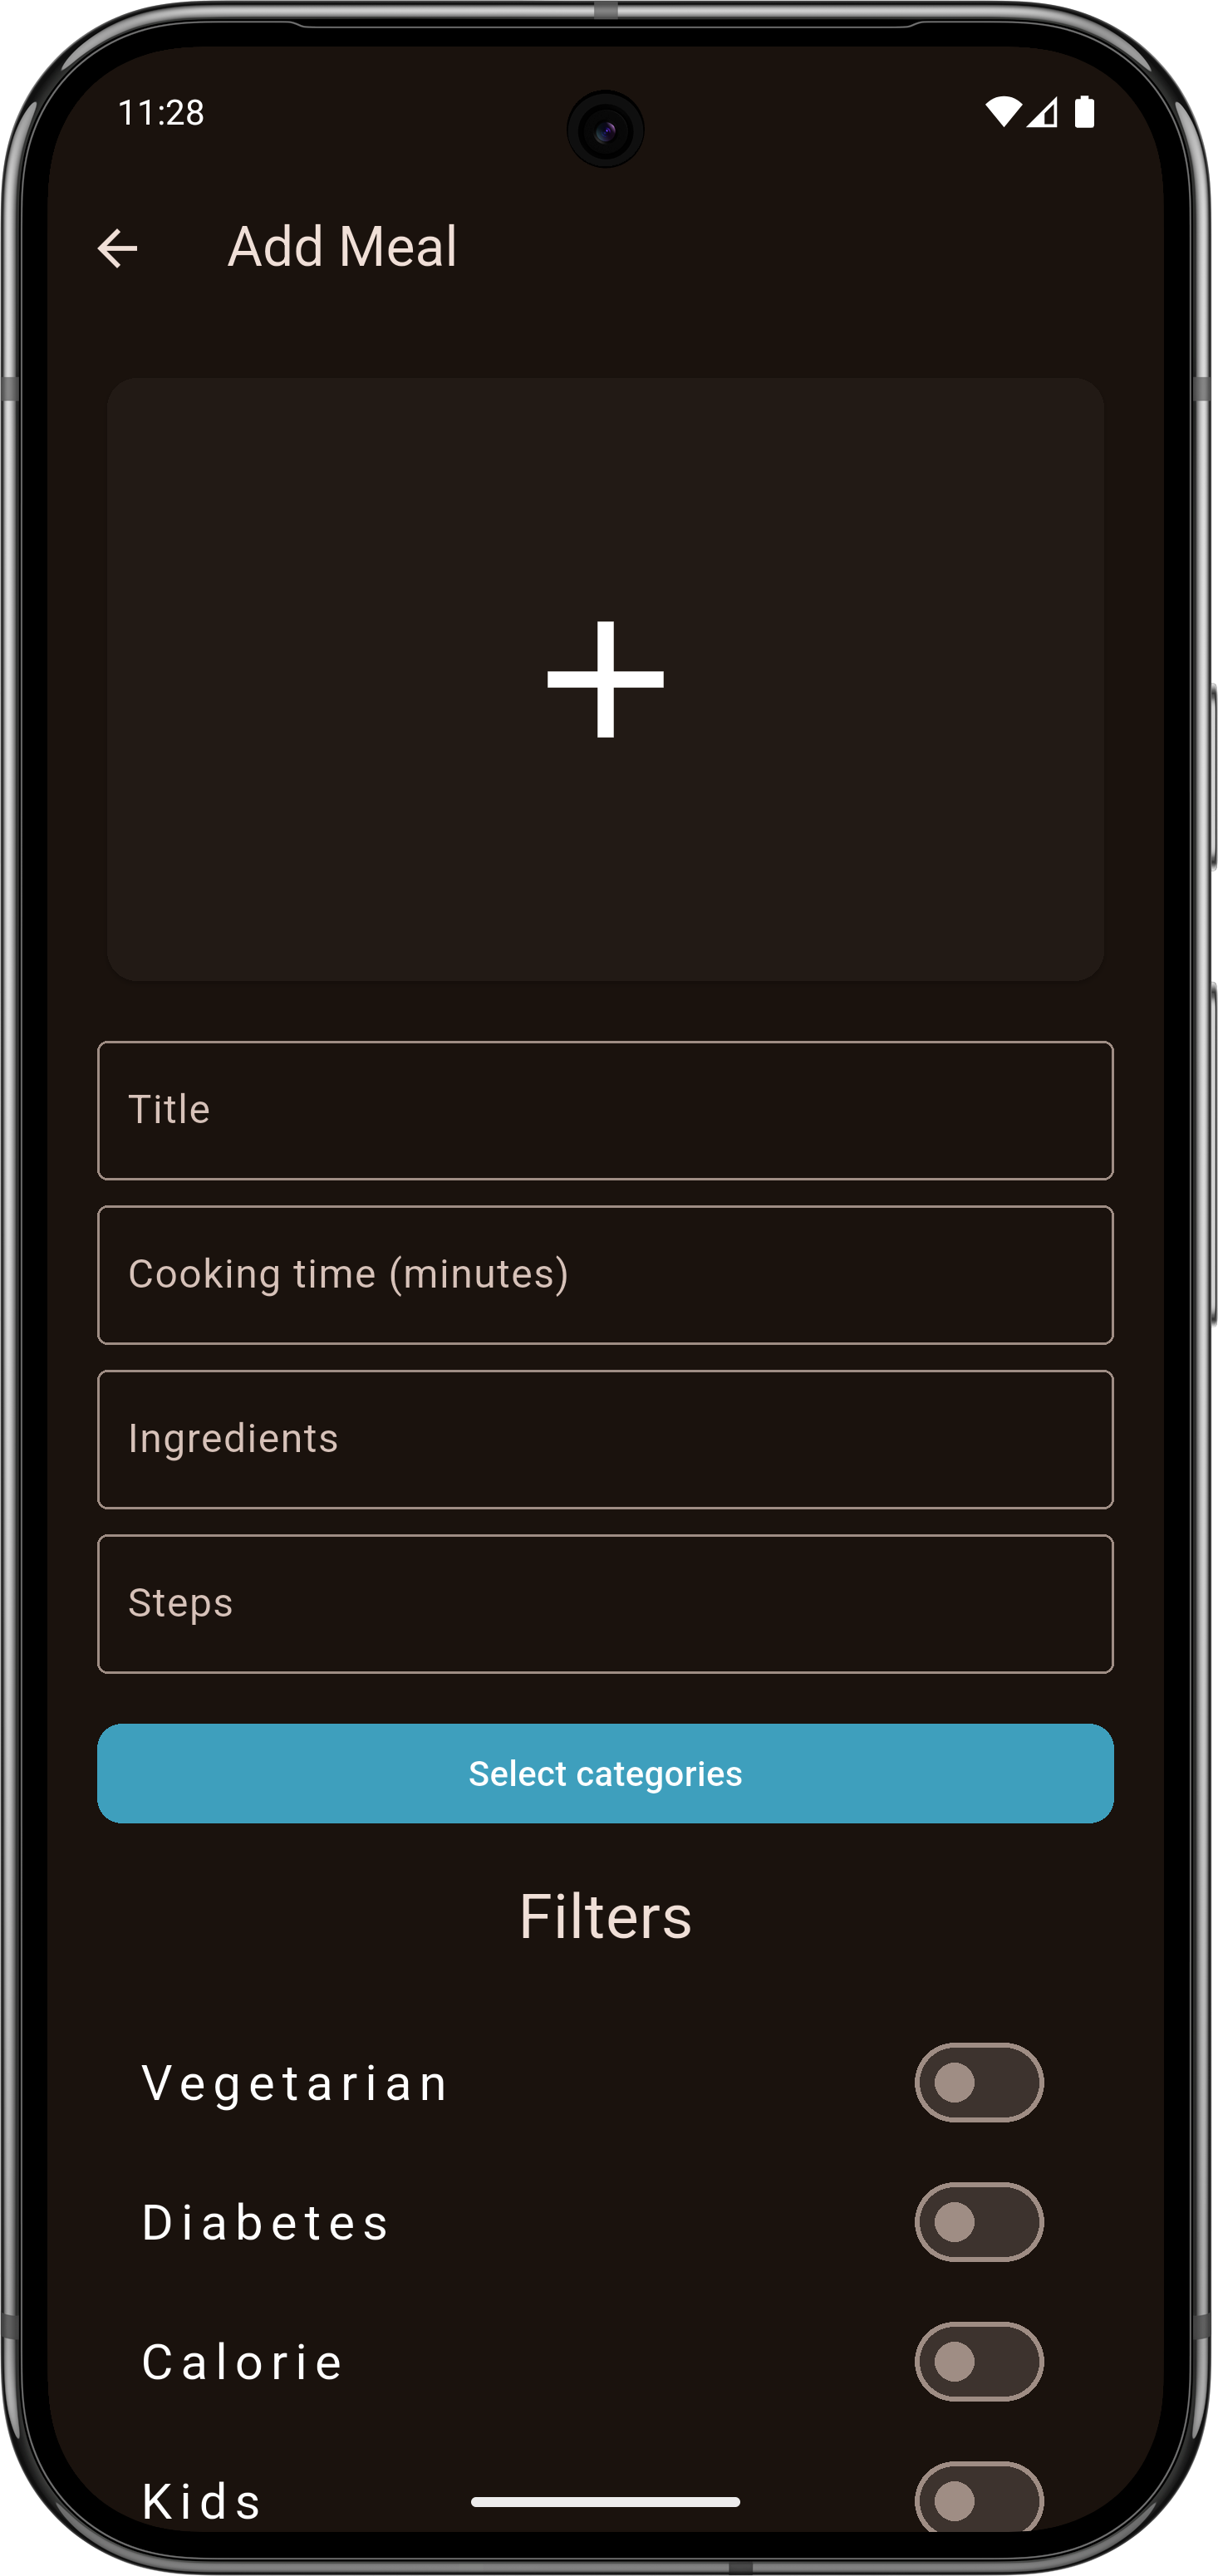 11:28
Add Meal
Title
Cooking time (minutes)
Ingredients
Steps
Select categories
Filters
Vegetarian
Diabetes
Calorie
Kids